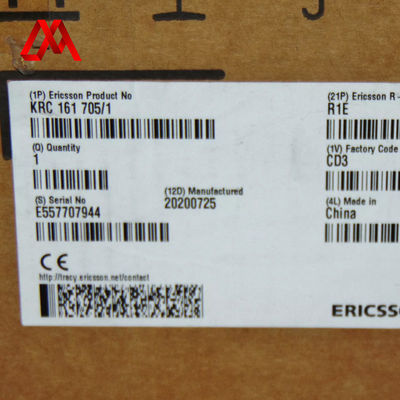 (1P) Ericsson Product No
KRC 161 705/1
(21P) Ericsson R-
R1E
(Q) Quantity
1
(1V) Factory Code
CD3
(S) Serial No
E557707944
(12D) Manufactured
20200725
(4L) Made in
China
CE
http://tracy.ericsson.net/contact
ERICSS